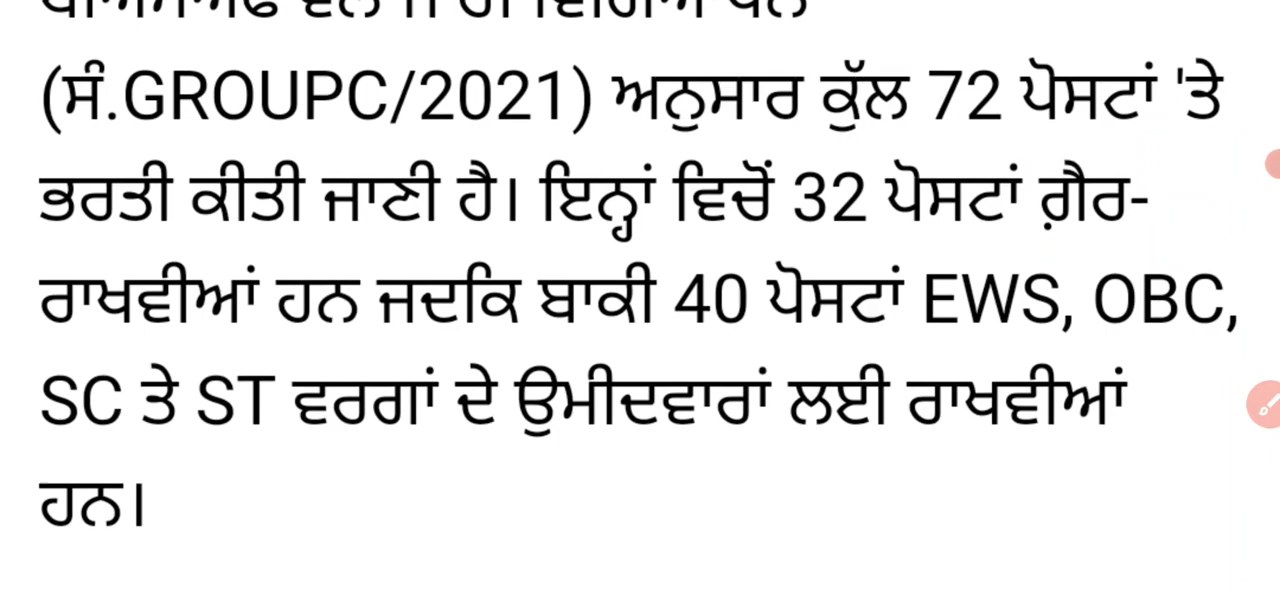 (ਸੰ.GROUPC/2021) ਅਨੁਸਾਰ ਕੁੱਲ 72 ਪੋਸਟਾਂ 'ਤੇ
ਭਰਤੀ ਕੀਤੀ ਜਾਣੀ ਹੈ। ਇਨ੍ਹਾਂ ਵਿਚੋਂ 32 ਪੋਸਟਾਂ ਗ਼ੈਰ-
ਰਾਖਵੀਆਂ ਹਨ ਜਦਕਿ ਬਾਕੀ 40 ਪੋਸਟਾਂ EWS, OBC,
SC ਤੇ ST ਵਰਗਾਂ ਦੇ ਉਮੀਦਵਾਰਾਂ ਲਈ ਰਾਖਵੀਆਂ
ਹਨ।